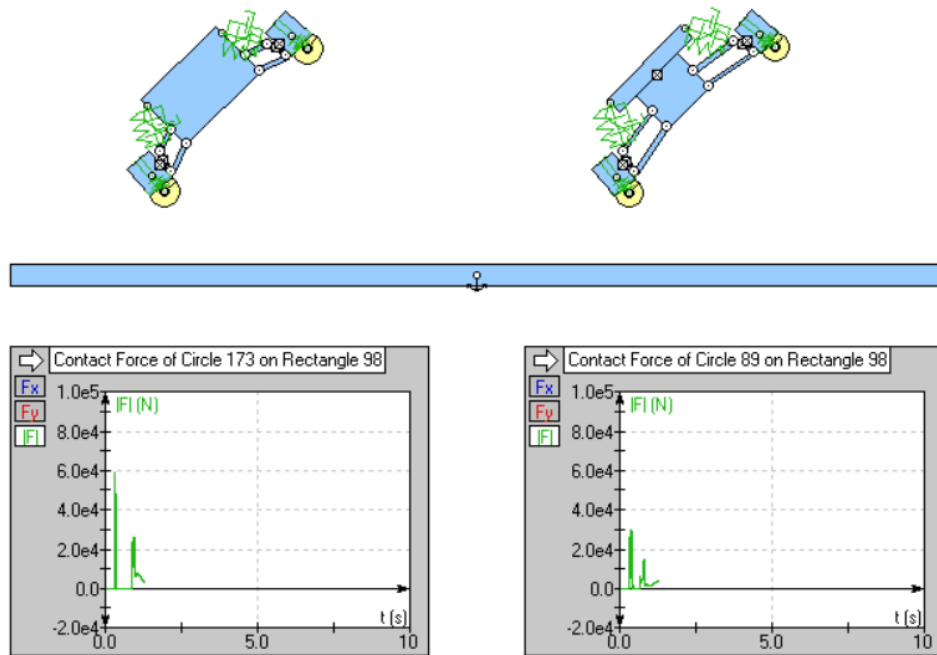 Contact Force of Circle 173 on Rectangle 98
Fx
Fy
|F|
|F| (N)
1.0e5
8.0e4
6.0e4
4.0e4
2.0e4
0.0
-2.0e4
0.0
5.0
10
t (s)
Contact Force of Circle 89 on Rectangle 98
Fx
Fy
|F|
|F| (N)
1.0e5
8.0e4
6.0e4
4.0e4
2.0e4
0.0
-2.0e4
0.0
5.0
10
t (s)